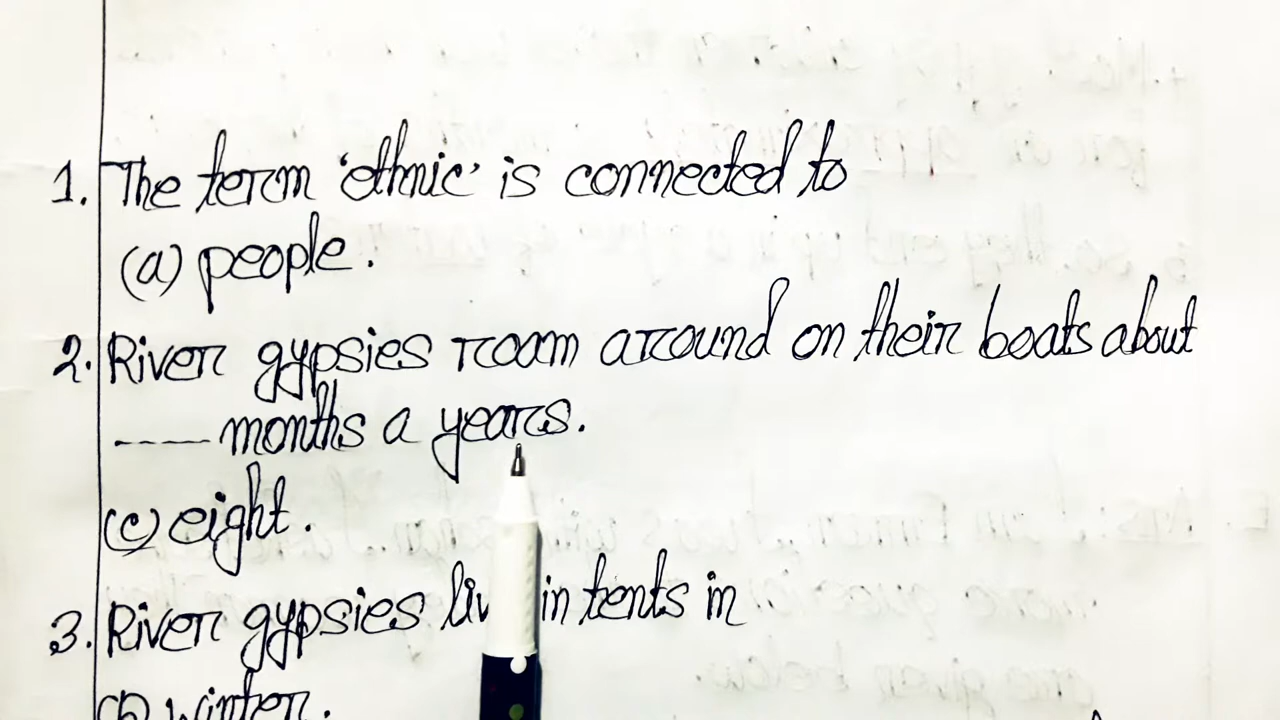 1. The term 'ethnic' is connected to
(a) people.
2. River gypsies roam around on their boats about
---- months a years.
(c) eight.
3. River gypsies liv in tents in
(b) winter.